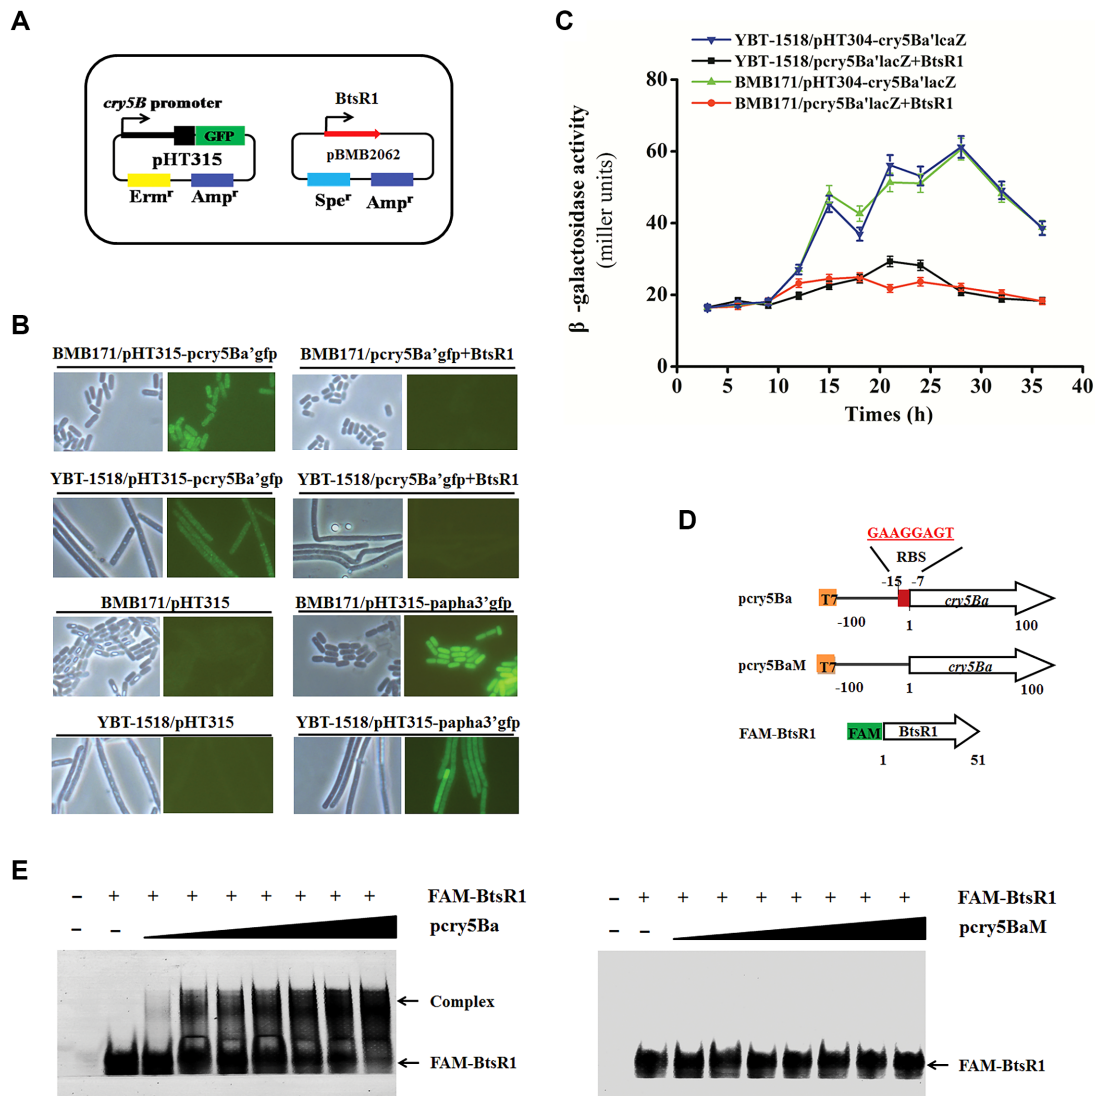 A
cry5B promoter
GFP
pHT315
Ermʳ
Ampʳ
BtsR1
pBMB2062
Speʳ
Ampʳ
B
BMB171/pHT315-pcry5Ba’gfp
BMB171/pcry5Ba’gfp+BtsR1
YBT-1518/pHT315-pcry5Ba’gfp
YBT-1518/pcry5Ba’gfp+BtsR1
BMB171/pHT315
BMB171/pHT315-papha3’gfp
YBT-1518/pHT315
YBT-1518/pHT315-papha3’gfp
C
YBT-1518/pHT304-cry5Ba'lcaZ
YBT-1518/pcry5Ba'lacZ+BtsR1
BMB171/pHT304-cry5Ba'lacZ
BMB171/pcry5Ba'lacZ+BtsR1
β -galactosidase activity
(miller units)
80
60
40
20
0
0 5 10 15 20 25 30 35 40
Times (h)
D
GAAGGAGT
RBS
-15 -7
pcry5Ba
T7
cry5Ba
-100
1
100
pcry5BaM
T7
cry5Ba
-100
1
100
FAM-BtsR1
FAM
BtsR1
1
51
E
– + + + + + + + + FAM-BtsR1
– – pcry5Ba
Complex
FAM-BtsR1
– + + + + + + + + FAM-BtsR1
– – pcry5BaM
FAM-BtsR1